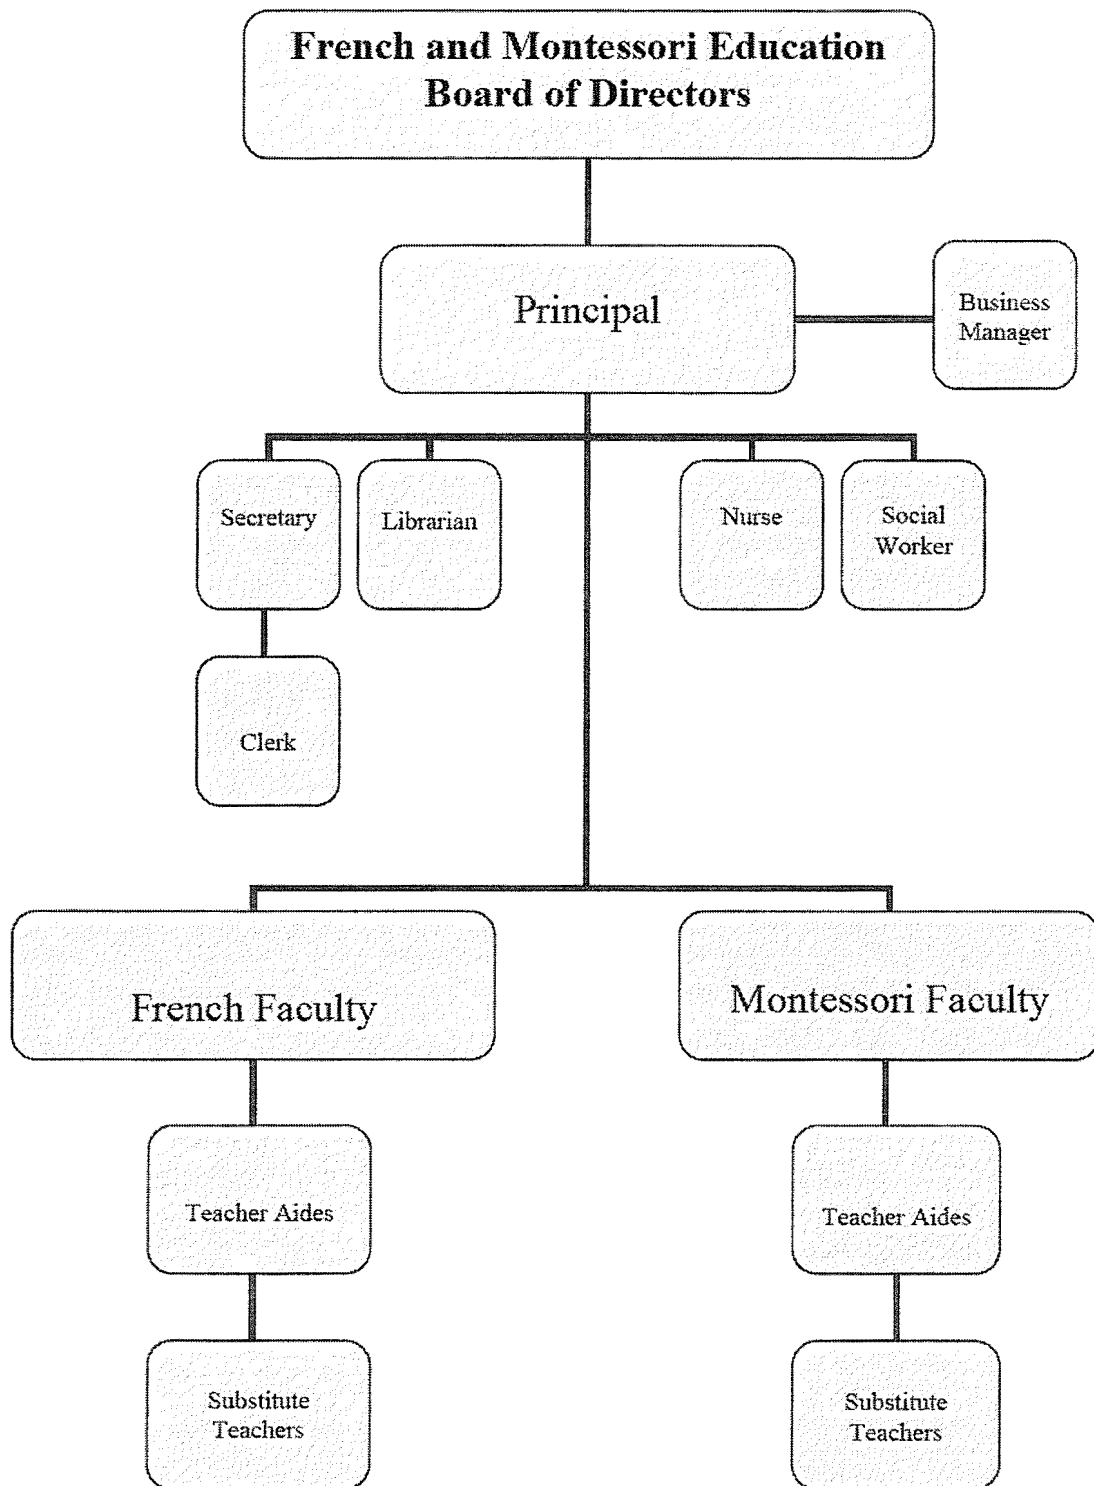 French and Montessori Education
Board of Directors
Principal
Business
Manager
Secretary
Librarian
Nurse
Social
Worker
Clerk
French Faculty
Montessori Faculty
Teacher Aides
Teacher Aides
Substitute
Teachers
Substitute
Teachers